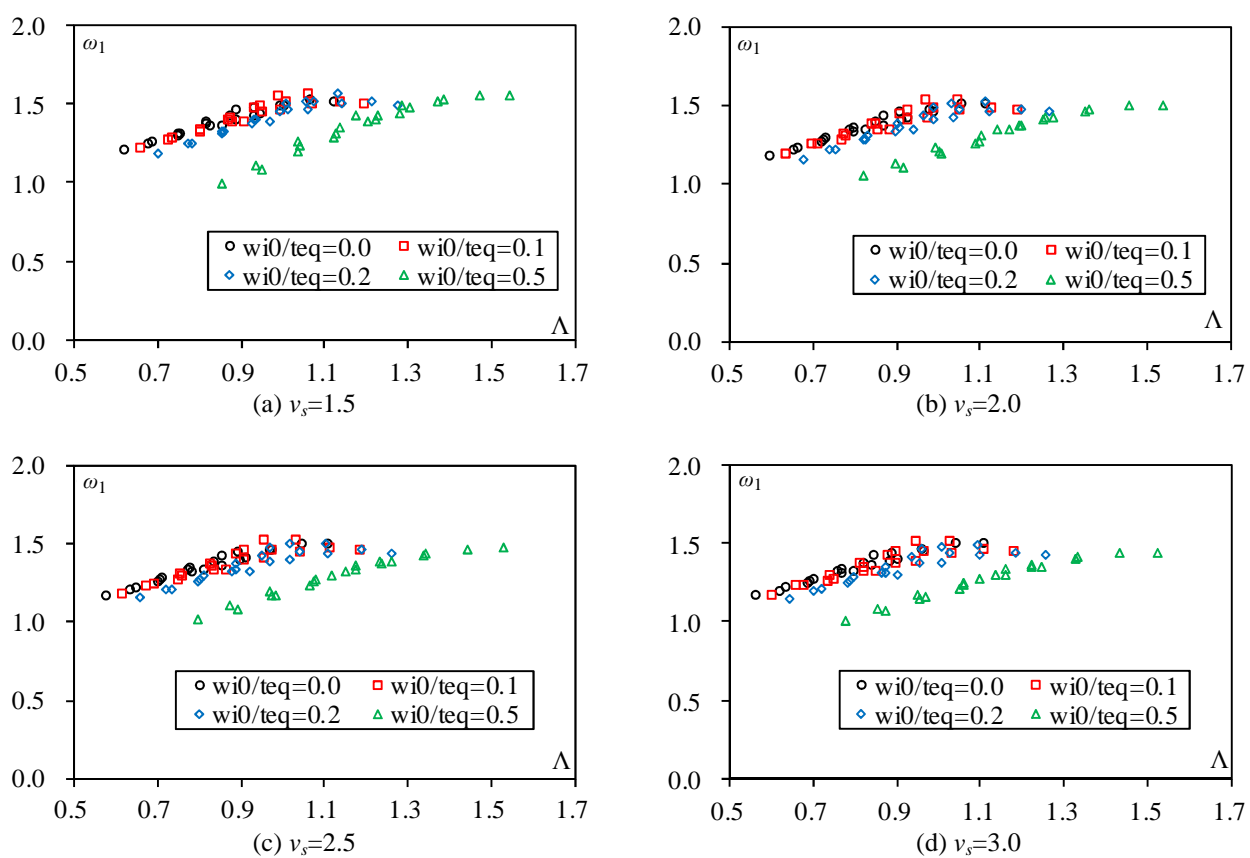 2.0
ω1
1.5
1.0
wi0/teq=0.0 wi0/teq=0.1
wi0/teq=0.2 wi0/teq=0.5
0.5
Λ
0.0
0.5 0.7 0.9 1.1 1.3 1.5 1.7
(a) vs=1.5
2.0
ω1
1.5
1.0
wi0/teq=0.0 wi0/teq=0.1
wi0/teq=0.2 wi0/teq=0.5
0.5
Λ
0.0
0.5 0.7 0.9 1.1 1.3 1.5 1.7
(b) vs=2.0
2.0
ω1
1.5
1.0
wi0/teq=0.0 wi0/teq=0.1
wi0/teq=0.2 wi0/teq=0.5
0.5
Λ
0.0
0.5 0.7 0.9 1.1 1.3 1.5 1.7
(c) vs=2.5
2.0
ω1
1.5
1.0
wi0/teq=0.0 wi0/teq=0.1
wi0/teq=0.2 wi0/teq=0.5
0.5
Λ
0.0
0.5 0.7 0.9 1.1 1.3 1.5 1.7
(d) vs=3.0